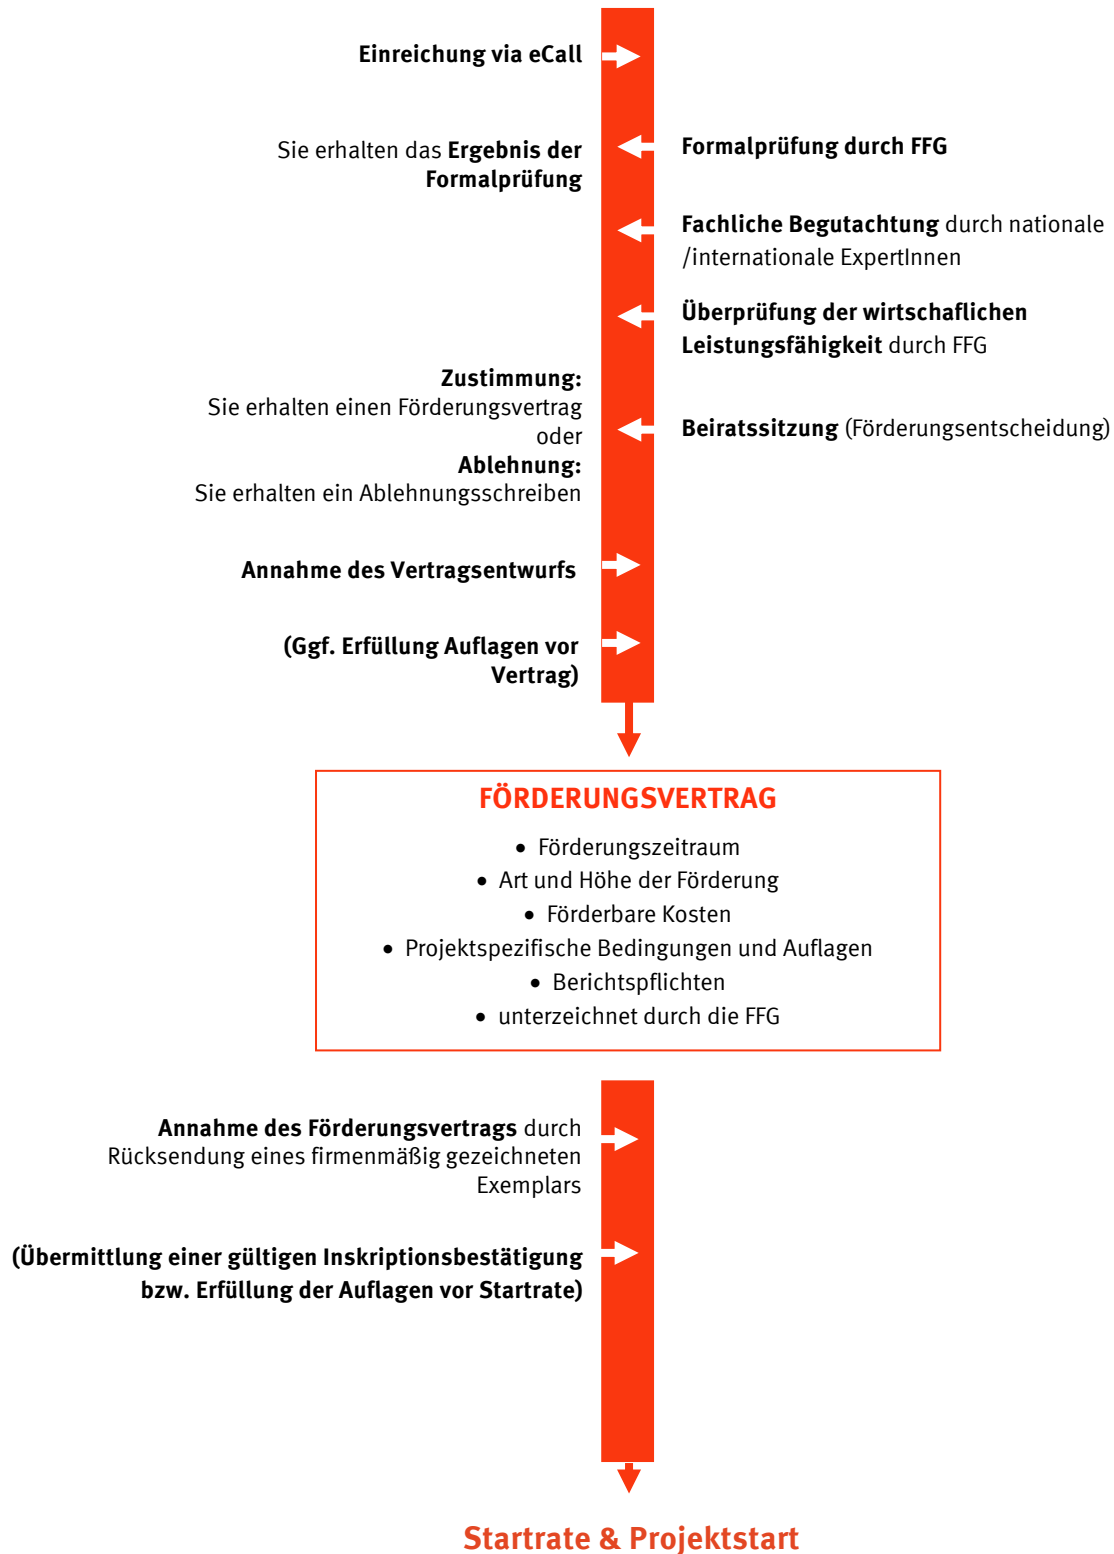 Einreichung via eCall
Sie erhalten das Ergebnis der
Formalprüfung
Formalprüfung durch FFG
Fachliche Begutachtung durch nationale
/internationale ExpertInnen
Überprüfung der wirtschaflichen
Leistungsfähigkeit durch FFG
Zustimmung:
Sie erhalten einen Förderungsvertrag
oder
Ablehnung:
Sie erhalten ein Ablehnungsschreiben
Beiratssitzung (Förderungsentscheidung)
Annahme des Vertragsentwurfs
(Ggf. Erfüllung Auflagen vor
Vertrag)
FÖRDERUNGSVERTRAG
• Förderungszeitraum
• Art und Höhe der Förderung
• Förderbare Kosten
• Projektspezifische Bedingungen und Auflagen
• Berichtspflichten
• unterzeichnet durch die FFG
Annahme des Förderungsvertrags durch
Rücksendung eines firmenmäßig gezeichneten
Exemplars
(Übermittlung einer gültigen Inskriptionsbestätigung
bzw. Erfüllung der Auflagen vor Startrate)
Startrate & Projektstart